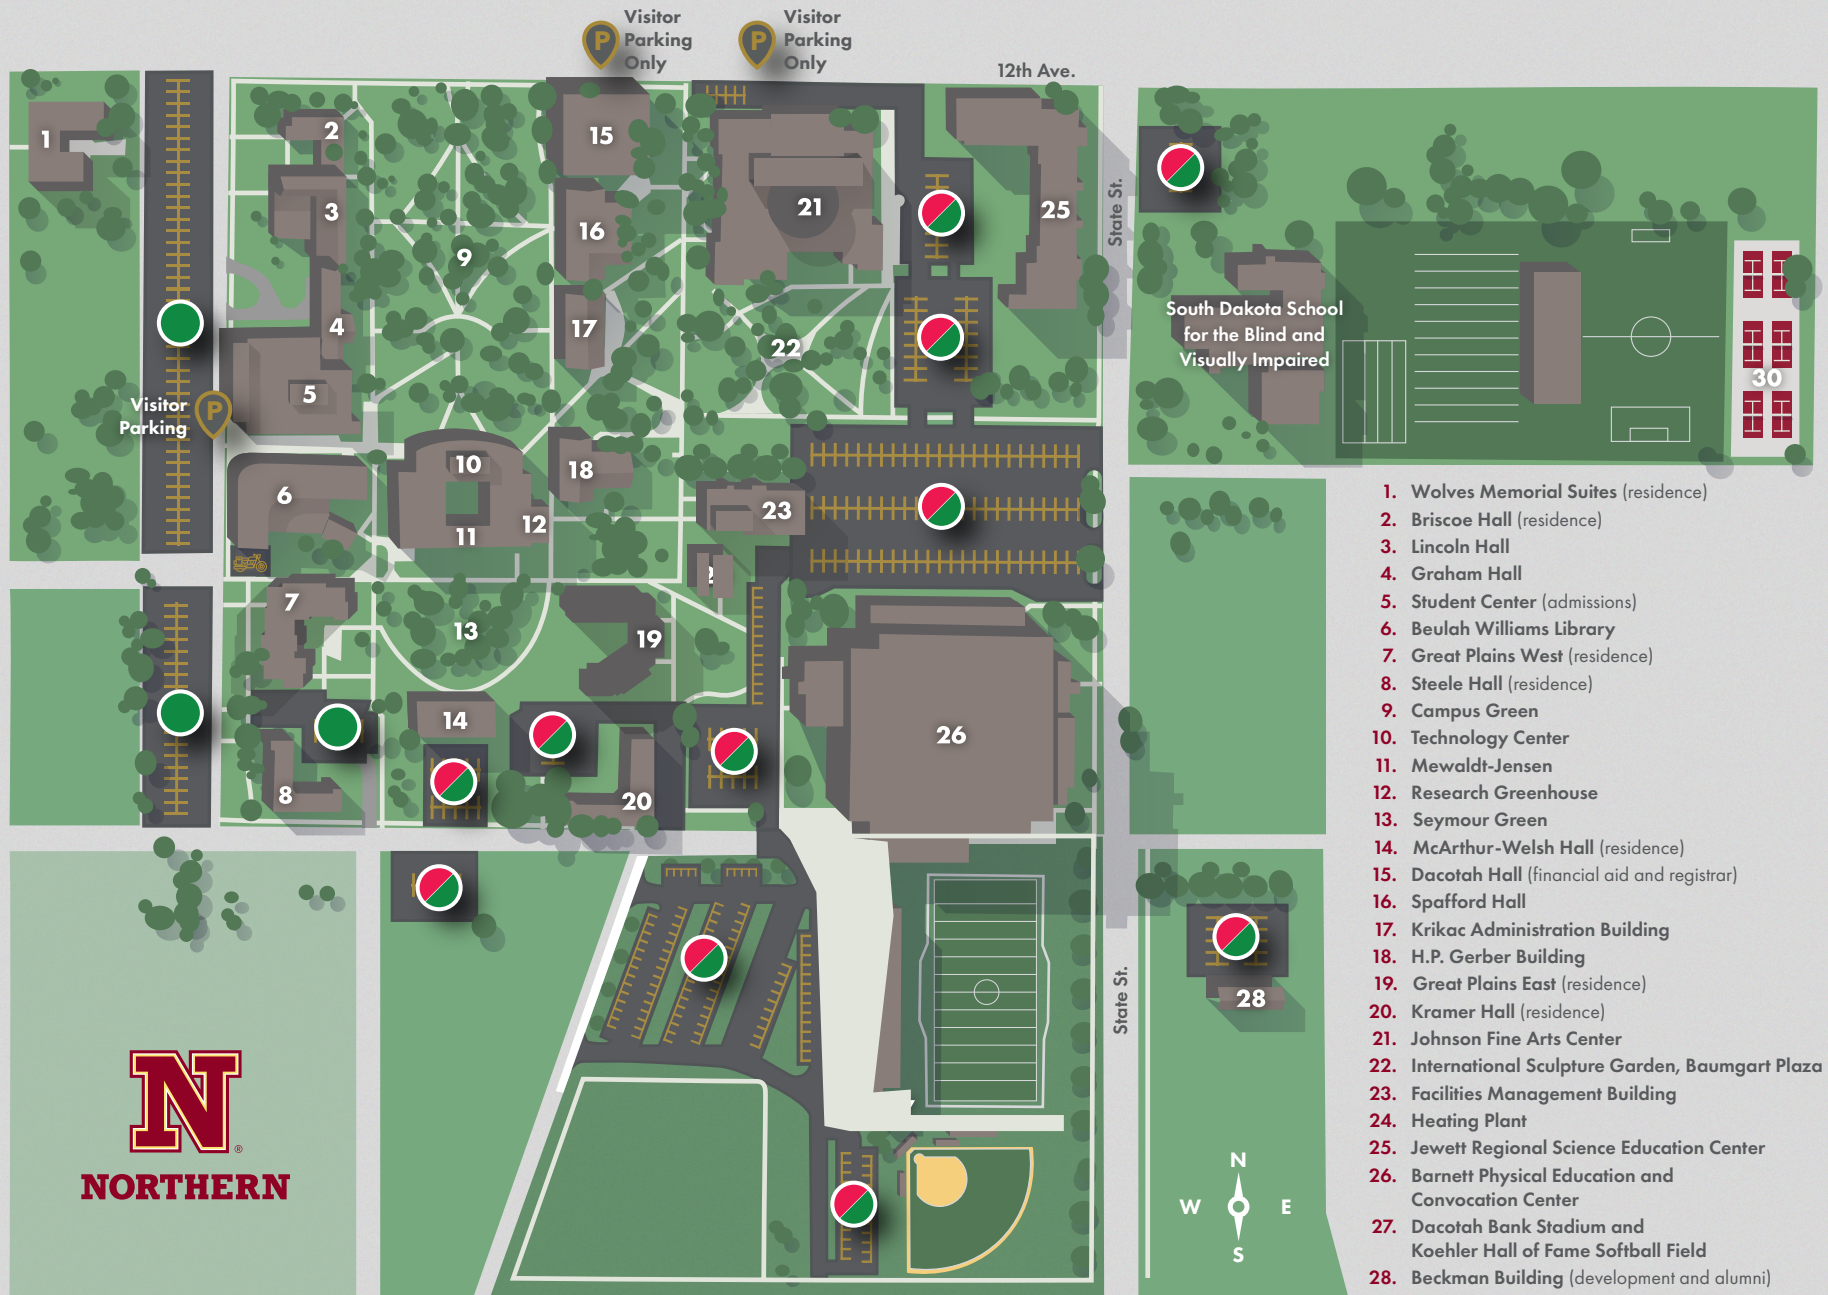 Visitor
Parking
Only
Visitor
Parking
Only
P
P
12th Ave.
1
2
3
4
5
6
7
8
9
10
11
12
13
14
15
16
17
18
19
20
21
22
23
25
26
28
30
State St.
State St.
South Dakota School
for the Blind and
Visually Impaired
Visitor
Parking
P
1. Wolves Memorial Suites (residence)
2. Briscoe Hall (residence)
3. Lincoln Hall
4. Graham Hall
5. Student Center (admissions)
6. Beulah Williams Library
7. Great Plains West (residence)
8. Steele Hall (residence)
9. Campus Green
10. Technology Center
11. Mewaldt-Jensen
12. Research Greenhouse
13. Seymour Green
14. McArthur-Welsh Hall (residence)
15. Dacotah Hall (financial aid and registrar)
16. Spafford Hall
17. Krikac Administration Building
18. H.P. Gerber Building
19. Great Plains East (residence)
20. Kramer Hall (residence)
21. Johnson Fine Arts Center
22. International Sculpture Garden, Baumgart Plaza
23. Facilities Management Building
24. Heating Plant
25. Jewett Regional Science Education Center
26. Barnett Physical Education and
Convocation Center
27. Dacotah Bank Stadium and
Koehler Hall of Fame Softball Field
28. Beckman Building (development and alumni)
N
W E
S
N
®
NORTHERN